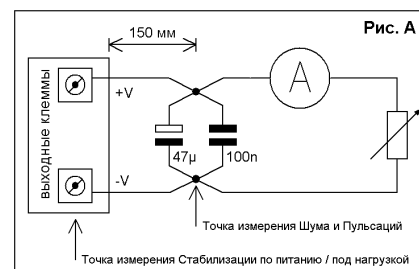 150 мм
Рис. А
выходные клеммы
+V
A
47µ
100n
-V
Точка измерения Шума и Пульсаций
Точка измерения Стабилизации по питанию / под нагрузкой